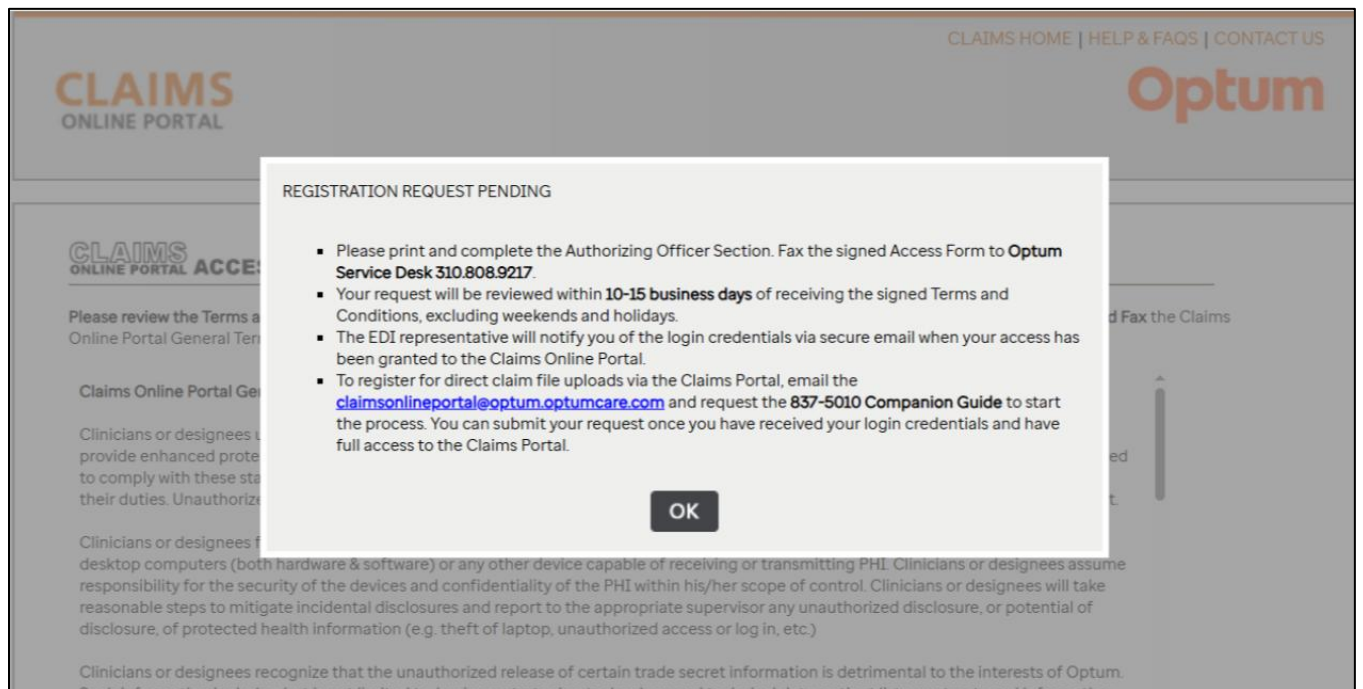 CLAIMS HOME | HELP & FAQS | CONTACT US
CLAIMS
ONLINE PORTAL
Optum
REGISTRATION REQUEST PENDING
▪ Please print and complete the Authorizing Officer Section. Fax the signed Access Form to Optum
Service Desk 310.808.9217.
▪ Your request will be reviewed within 10-15 business days of receiving the signed Terms and
Conditions, excluding weekends and holidays.
▪ The EDI representative will notify you of the login credentials via secure email when your access has
been granted to the Claims Online Portal.
▪ To register for direct claim file uploads via the Claims Portal, email the
claimsonlineportal@optum.optumcare.com and request the 837-5010 Companion Guide to start
the process. You can submit your request once you have received your login credentials and have
full access to the Claims Portal.
OK
CLAIMS
ONLINE PORTAL ACCE
Please review the Terms a d Fax the Claims
Online Portal General Ter
Claims Online Portal Ge
Clinicians or designees
provide enhanced prote ed
to comply with these sta
their duties. Unauthoriz t.
Clinicians or designees f
desktop computers (both hardware & software) or any other device capable of receiving or transmitting PHI. Clinicians or designees assume
responsibility for the security of the devices and confidentiality of the PHI within his/her scope of control. Clinicians or designees will take
reasonable steps to mitigate incidental disclosures and report to the appropriate supervisor any unauthorized disclosure, or potential of
disclosure, of protected health information (e.g. theft of laptop, unauthorized access or log in, etc.)
Clinicians or designees recognize that the unauthorized release of certain trade secret information is detrimental to the interests of Optum.